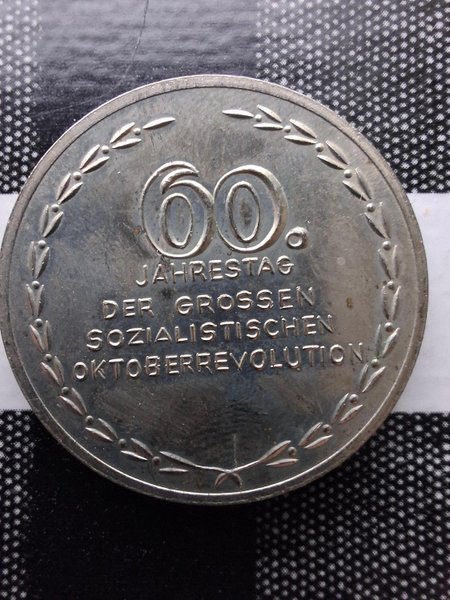 60.
JAHRESTAG
DER GROSSEN
SOZIALISTISCHEN
OKTOBERREVOLUTION